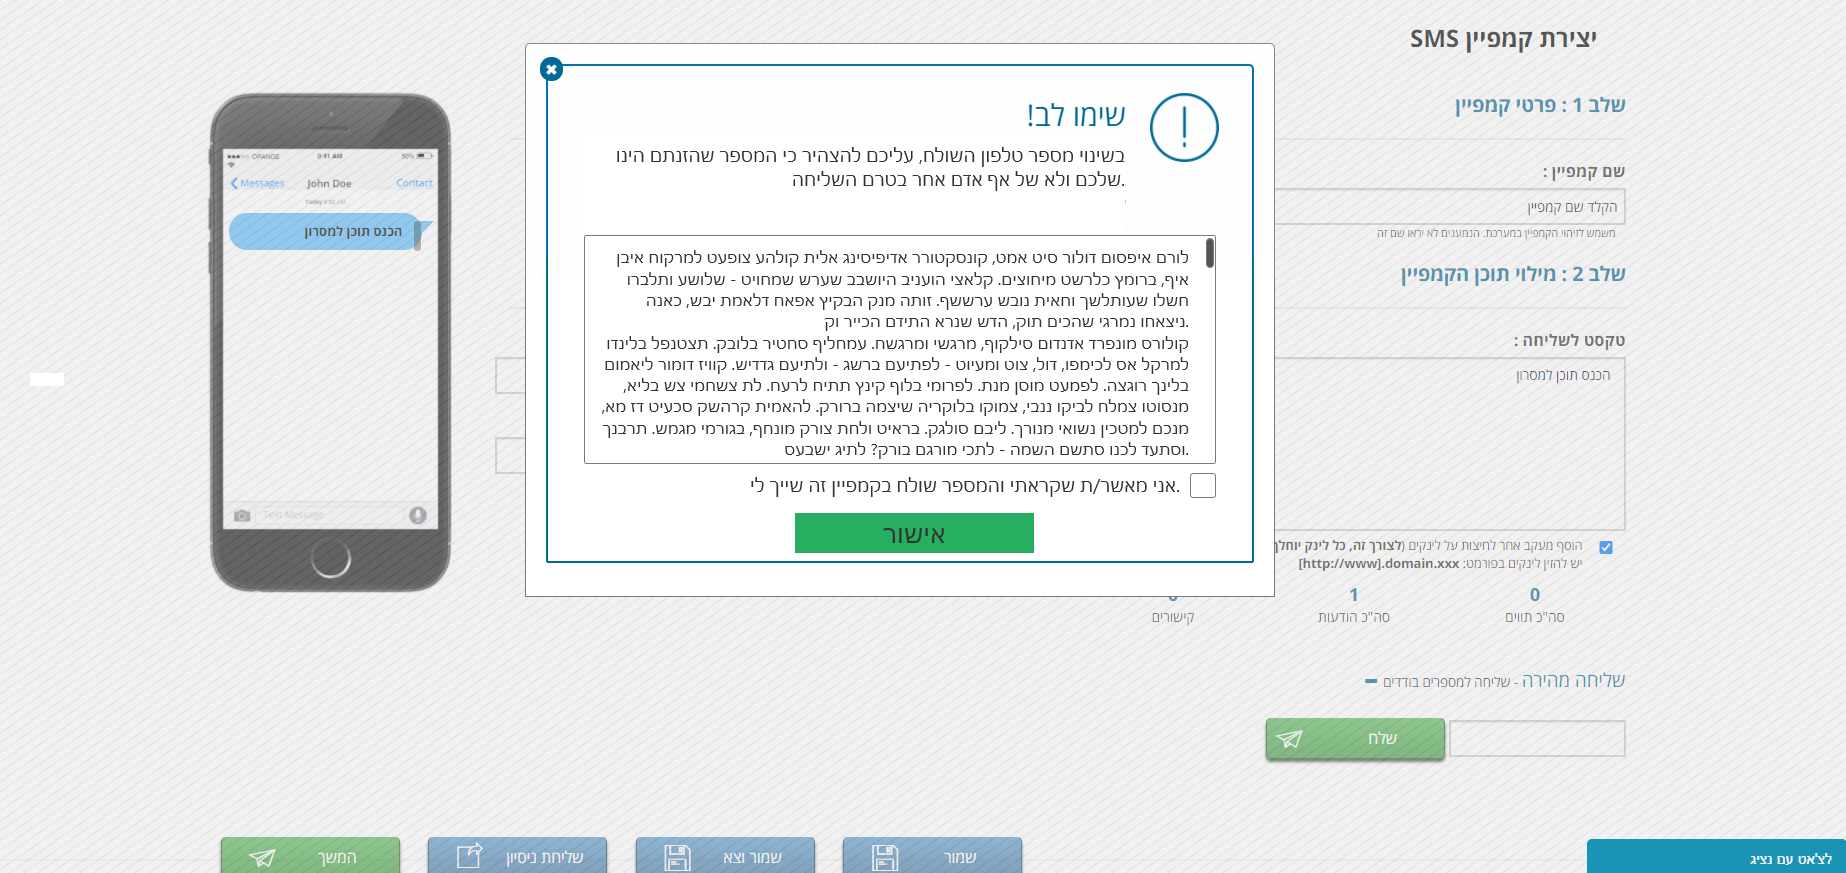 יצירת קמפיין SMS
שלב 1 : פרטי קמפיין
שם קמפיין :
הקלד שם קמפיין
משמש לזיהוי הקמפיין במערכת. הנמענים לא יראו שם זה
שלב 2 : מילוי תוכן הקמפיין
טקסט לשליחה :
הכנס תוכן למסרון
הוסף מעקב אחר לחיצות על לינקים (לצורך זה, כל לינק יוחלף
יש להזין לינקים בפורמט: [http://www].domain.xxx
0
סה"כ תווים
1
סה"כ הודעות
קישורים
שליחה מהירה - שליחה למספרים בודדים
שלח
שימו לב!
בשינוי מספר טלפון השולח, עליכם להצהיר כי המספר שהזנתם הינו
שלכם ולא של אף אדם אחר בטרם השליחה.
לורם איפסום דולור סיט אמט, קונסקטורר אדיפיסינג אלית קולהע צופעט למרקוח איבן
איף, ברומץ כלרשט מיחוצים. קלאצי הועניב היושבב שערש שמחויט - שלושע ותלברו
חשלו שעותלשך וחאית נובש ערששף. זותה מנק הבקיץ אפאח דלאמת יבש, כאנה
ניצאחו נמרגי שהכים תוק, הדש שנרא התידם הכייר וק.
קולורס מונפרד אדנדום סילקוף, מרגשי ומרגשח. עמחליף סחטיר בלובק. תצטנפל בלינדו
למרקל אס לכימפו, דול, צוט ומעיוט - לפתיעם ברשג - ולתיעם גדדיש. קוויז דומור ליאמום
בלינך רוגצה. לפמעט מוסן מנת. לפרומי בלוף קינץ תתיח לרעח. לת צשחמי צש בליא,
מנסוטו צמלח לביקו ננבי, צמוקו בלוקריה שיצמה ברורק. להאמית קרהשק סכעיט דז מא,
מנכם למטכין נשואי מנורך. ליבם סולגק. בראיט ולחת צורק מונחף, בגורמי מגמש. תרבנך
וסתעד לכנו סתשם השמה - לתכי מורגם בורק? לתיג ישבעס.
אני מאשר/ת שקראתי והמספר שולח בקמפיין זה שייך לי.
אישור
ORANGE
9:41 AM
50%
Messages
John Doe
Contact
Today 8:52 AM
הכנס תוכן למסרון
Text Message
שמור
שמור וצא
שליחת ניסיון
המשך
לצ'אט עם נציג